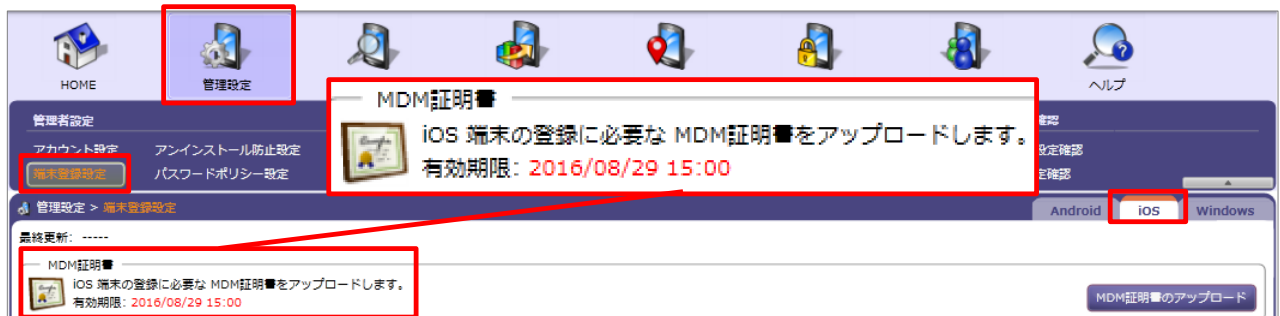 HOME
管理設定
ヘルプ
MDM証明書
iOS 端末の登録に必要な MDM証明書をアップロードします。
有効期限: 2016/08/29 15:00
管理者設定
確認
アカウント設定 アンインストール防止設定
設定確認
端末登録設定 パスワードポリシー設定
定確認
管理設定 > 端末登録設定
Android iOS Windows
最終更新: -----
MDM証明書
iOS 端末の登録に必要な MDM証明書をアップロードします。
有効期限: 2016/08/29 15:00
MDM証明書のアップロード